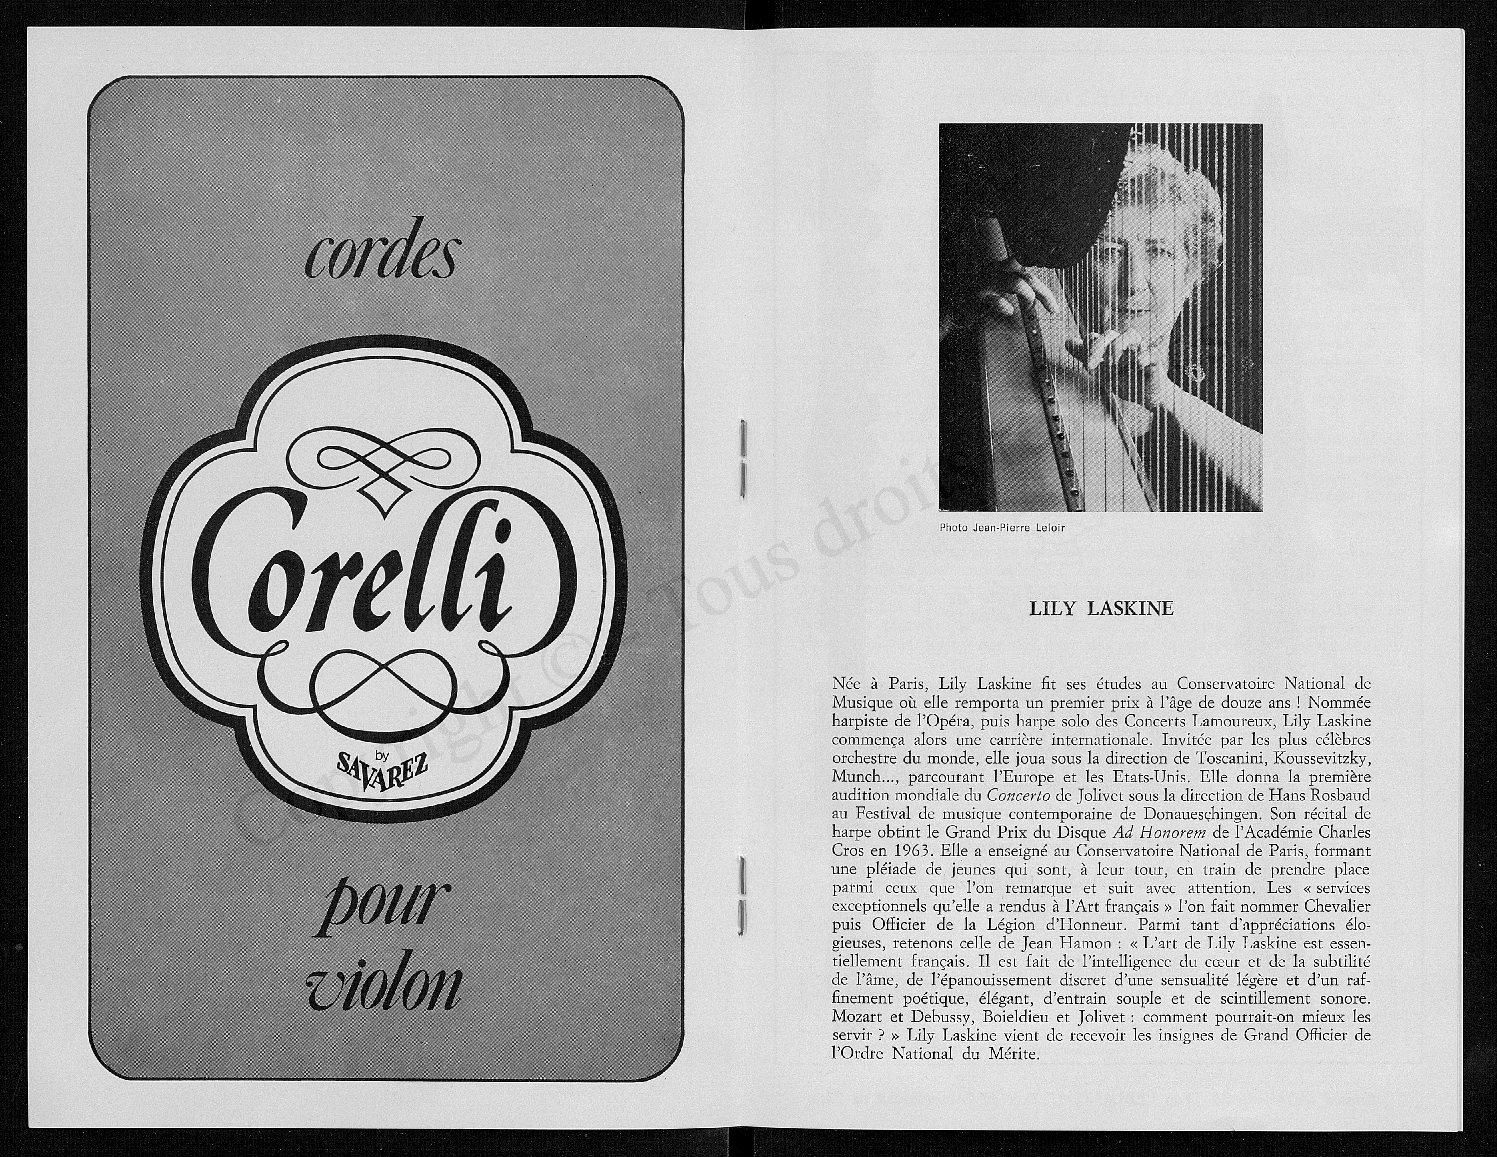 cordes
Corelli
by
SAVAREZ
pour
violon
Photo Jean-Pierre Leloir
LILY LASKINE
Née à Paris, Lily Laskine fit ses études au Conservatoire National de
Musique où elle remporta un premier prix à l'âge de douze ans ! Nommée
harpiste de l'Opéra, puis harpe solo des Concerts Lamoureux, Lily Laskine
commença alors une carrière internationale. Invitée par les plus célèbres
orchestre du monde, elle joua sous la direction de Toscanini, Koussevitzky,
Munch..., parcourant l'Europe et les Etats-Unis. Elle donna la première
audition mondiale du Concerto de Jolivet sous la direction de Hans Rosbaud
au Festival de musique contemporaine de Donauesçhingen. Son récital de
harpe obtint le Grand Prix du Disque Ad Honorem de l'Académie Charles
Cros en 1963. Elle a enseigné au Conservatoire National de Paris, formant
une pléiade de jeunes qui sont, à leur tour, en train de prendre place
parmi ceux que l'on remarque et suit avec attention. Les « services
exceptionnels qu'elle a rendus à l'Art français » l'on fait nommer Chevalier
puis Officier de la Légion d'Honneur. Parmi tant d'appréciations élo-
gieuses, retenons celle de Jean Hamon : « L'art de Lily Laskine est essen-
tiellement français. Il est fait de l'intelligence du cœur et de la subtilité
de l'âme, de l'épanouissement discret d'une sensualité légère et d'un raf-
finement poétique, élégant, d'entrain souple et de scintillement sonore.
Mozart et Debussy, Boieldieu et Jolivet : comment pourrait-on mieux les
servir ? » Lily Laskine vient de recevoir les insignes de Grand Officier de
l'Ordre National du Mérite.
Copyright © - Tous droits